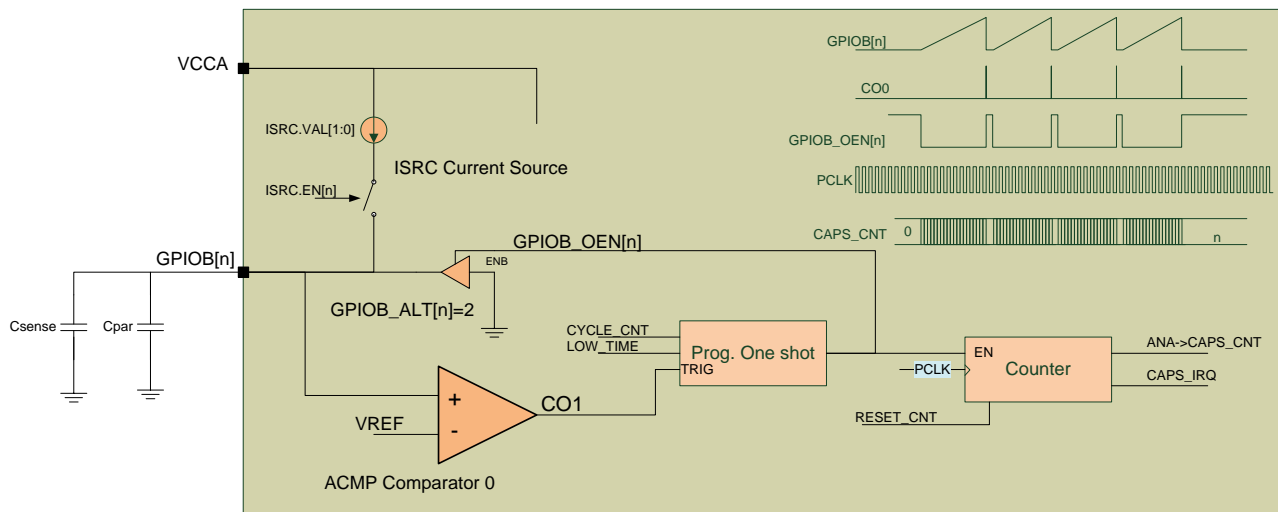 GPIOB[n]
VCCA
CO0
ISRC.VAL[1:0]
GPIOB_OEN[n]
ISRC Current Source
PCLK
ISRC.EN[n]
CAPS_CNT
0
n
GPIOB_OEN[n]
GPIOB[n]
ENB
GPIOB_ALT[n]=2
Csense
Cpar
CYCLE_CNT
LOW_TIME
Prog. One shot
TRIG
EN
PCLK
Counter
ANA->CAPS_CNT
CAPS_IRQ
+
CO1
VREF
-
RESET_CNT
ACMP Comparator 0